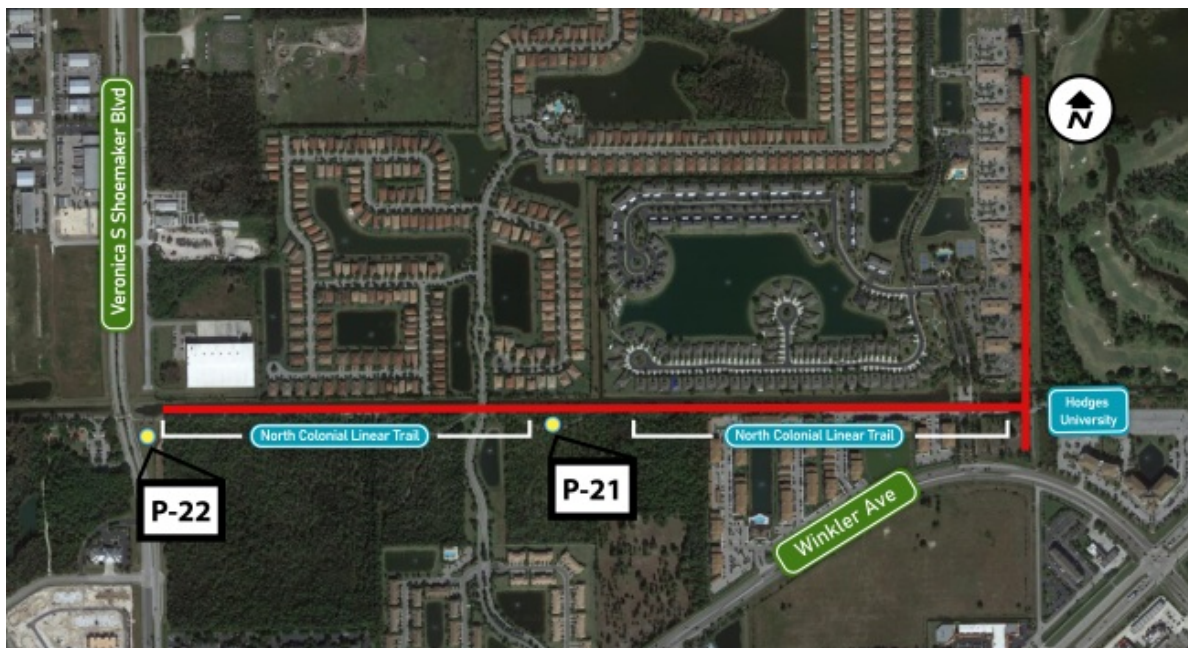 Veronica S Shoemaker Blvd
N
Hodges
University
North Colonial Linear Trail
North Colonial Linear Trail
P-21
P-22
Winkler Ave